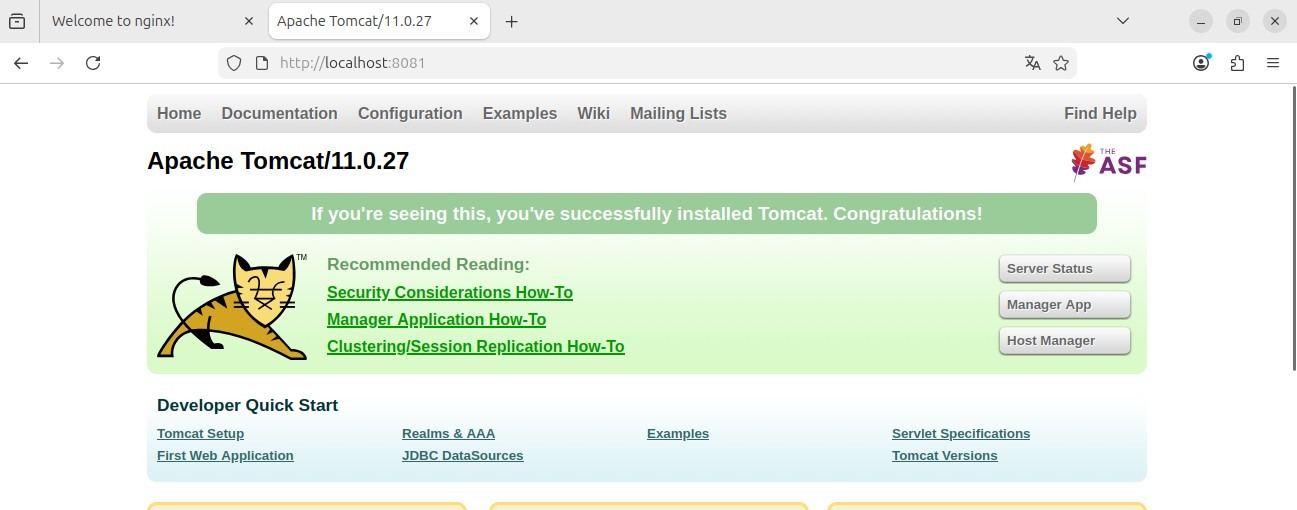 Welcome to nginx!
Apache Tomcat/11.0.27
http://localhost:8081
Home Documentation Configuration Examples Wiki Mailing Lists Find Help
Apache Tomcat/11.0.27
THE
ASF
If you're seeing this, you've successfully installed Tomcat. Congratulations!
TM
Recommended Reading:
Security Considerations How-To
Manager Application How-To
Clustering/Session Replication How-To
Server Status
Manager App
Host Manager
Developer Quick Start
Tomcat Setup
First Web Application
Realms & AAA
JDBC DataSources
Examples
Servlet Specifications
Tomcat Versions